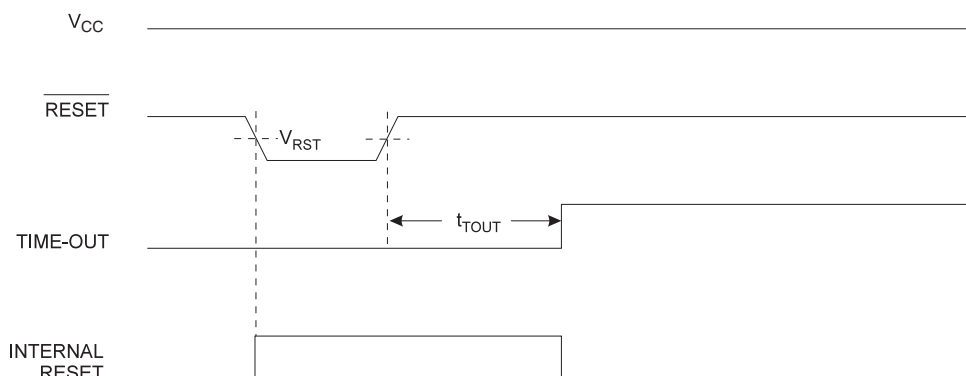 VCC
RESET
VRST
tTOUT
TIME-OUT
INTERNAL
RESET